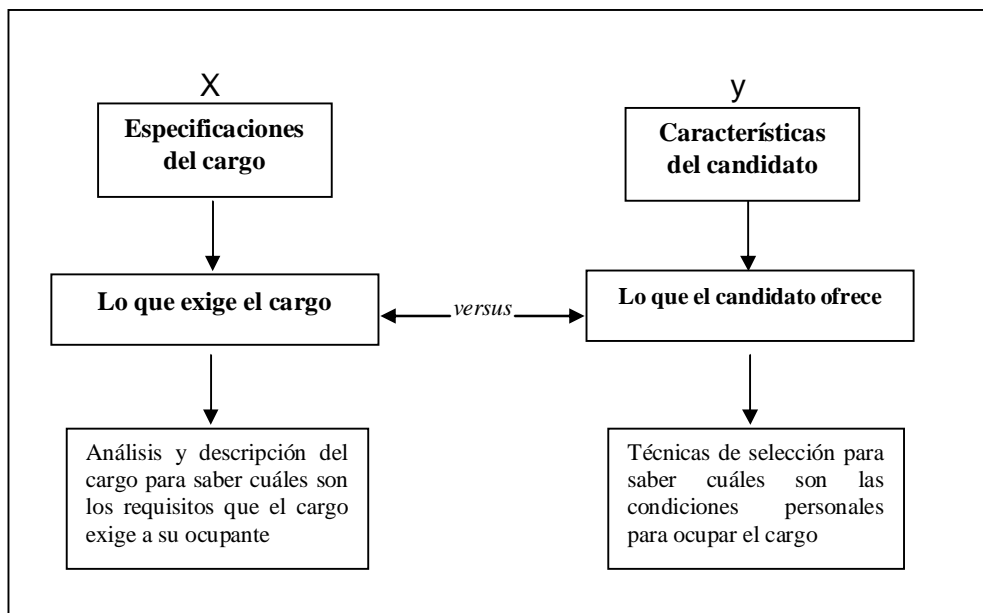 X
Especificaciones
del cargo
Lo que exige el cargo
Análisis y descripción del
cargo para saber cuáles son
los requisitos que el cargo
exige a su ocupante
versus
y
Características
del candidato
Lo que el candidato ofrece
Técnicas de selección para
saber cuáles son las
condiciones personales
para ocupar el cargo